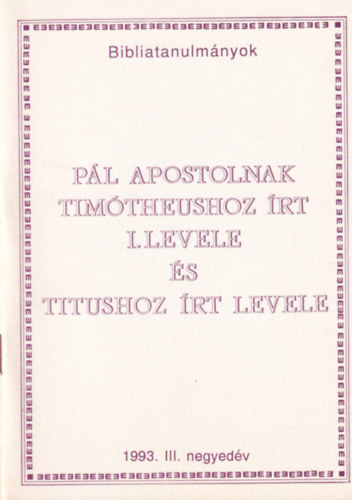 Bibliatanulmányok
PÁL APOSTOLNAK
TIMÓTHEUSHOZ ÍRT
I.LEVELE
ÉS
TITUSHOZ ÍRT LEVELE
1993. III. negyedév